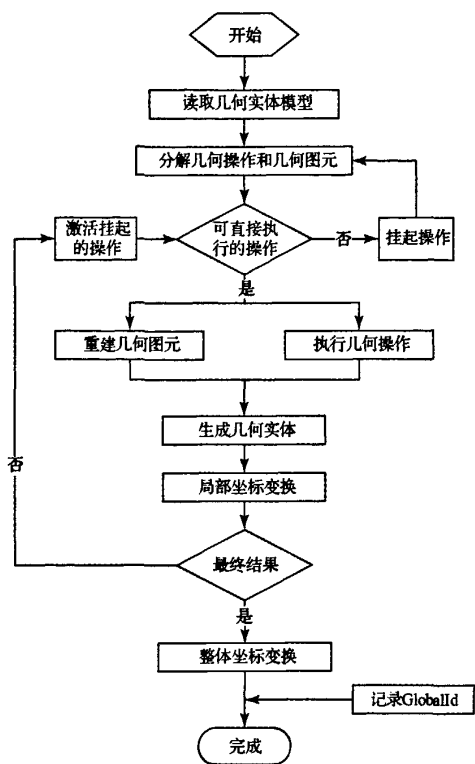 开始
读取几何实体模型
分解几何操作和几何图元
激活挂起
的操作
可直接执
行的操作
否
挂起操作
是
重建几何图元
执行几何操作
生成几何实体
否
局部坐标变换
最终结果
是
整体坐标变换
记录GlobalId
完成